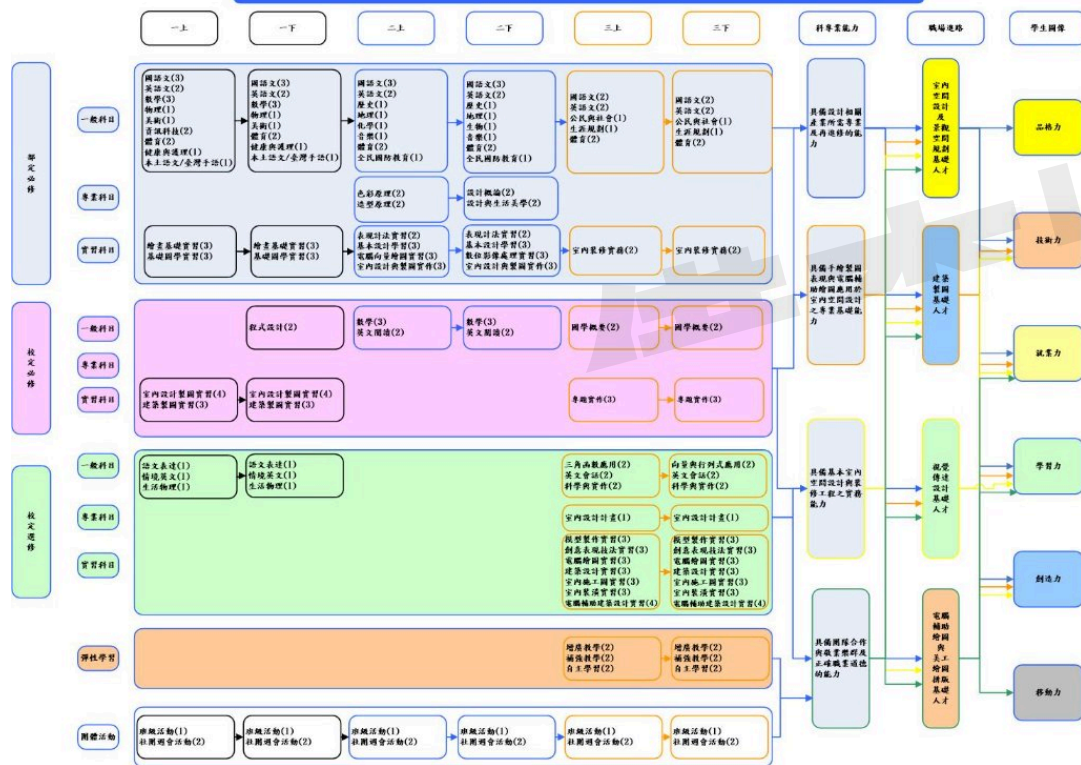 一上
一下
二上
二下
三上
三下
科專業能力
職場進路
學生圖像
部定必修
一般科目
國語文(3)
英語文(2)
數學(3)
物理(1)
美術(1)
資訊科技(2)
體育(2)
健康與護理(1)
本土語文/臺灣手語(1)
國語文(3)
英語文(2)
數學(3)
物理(1)
美術(1)
體育(2)
健康與護理(1)
本土語文/臺灣手語(1)
國語文(3)
英語文(2)
歷史(1)
地理(1)
化學(1)
音樂(1)
體育(2)
全民國防教育(1)
國語文(3)
英語文(2)
歷史(1)
地理(1)
生物(1)
音樂(1)
體育(2)
全民國防教育(1)
國語文(2)
英語文(2)
公民與社會(1)
生涯規劃(1)
體育(2)
國語文(2)
英語文(2)
公民與社會(1)
生涯規劃(1)
體育(2)
專業科目
色彩原理(2)
造型原理(2)
設計概論(2)
設計與生活美學(2)
實習科目
繪畫基礎實習(3)
基礎圖學實習(3)
繪畫基礎實習(3)
基礎圖學實習(3)
表現計法實習(2)
基本設計學習(3)
電腦向量繪圖實習(3)
室內設計與製圖實作(3)
表現計法實習(2)
基本設計學習(3)
數位影像處理實習(3)
室內設計與製圖實作(3)
室內裝修實務(2)
室內裝修實務(2)
校定必修
一般科目
程式設計(2)
數學(3)
英文閱讀(2)
數學(3)
英文閱讀(2)
國學概要(2)
國學概要(2)
專業科目
實習科目
室內設計製圖實習(4)
建築製圖實習(3)
室內設計製圖實習(4)
建築製圖實習(3)
專題實作(3)
專題實作(3)
校定選修
一般科目
語文表達(1)
情境英文(1)
生活物理(1)
語文表達(1)
情境英文(1)
生活物理(1)
三角函數應用(2)
英文會話(2)
科學與實作(2)
向量與行列式應用(2)
英文會話(2)
科學與實作(2)
專業科目
室內設計計畫(1)
室內設計計畫(1)
實習科目
模型製作實習(3)
創意表現技法實習(3)
電腦繪圖實習(3)
建築設計實習(3)
室內施工圖實習(3)
室內裝潢實習(3)
電腦輔助建築設計實習(4)
模型製作實習(3)
創意表現技法實習(3)
電腦繪圖實習(3)
建築設計實習(3)
室內施工圖實習(3)
室內裝潢實習(3)
電腦輔助建築設計實習(4)
彈性學習
增廣教學(2)
補強教學(2)
自主學習(2)
增廣教學(2)
補強教學(2)
自主學習(2)
團體活動
班級活動(1)
社團週會活動(2)
班級活動(1)
社團週會活動(2)
班級活動(1)
社團週會活動(2)
班級活動(1)
社團週會活動(2)
班級活動(1)
社團週會活動(2)
班級活動(1)
社團週會活動(2)
具備設計相關
產業所需專業
及再進修的能
力
具備手繪製圖
表現與電腦輔
助繪圖應用於
室內空間設計
之專業基礎能
力
具備基本室內
空間設計與裝
修工程之實務
能力
具備團隊合作
與敬業樂群及
正確職業道德
的能力
室內
空間
設計
及
景觀
空間
規劃
基礎
人才
建築
製圖
基礎
人才
視覺
傳達
設計
基礎
人才
電腦
輔助
繪圖
與
美工
繪圖
排版
基礎
人才
品格力
技術力
就業力
學習力
創造力
移動力